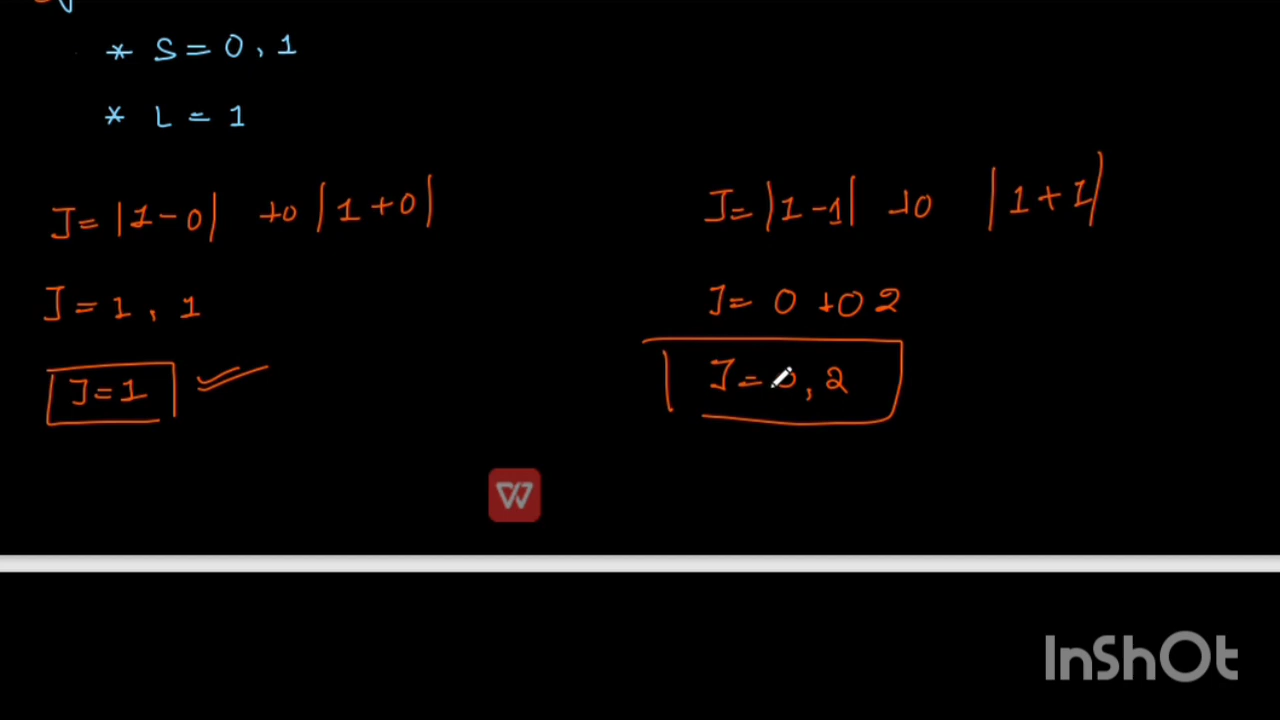 * S = 0, 1
* L = 1
J = |1 - 0| to |1 + 0|
J = 1, 1
J = 1
J = |1 - 1| to |1 + 1|
J = 0 to 2
J = 0, 2
W
InShOt